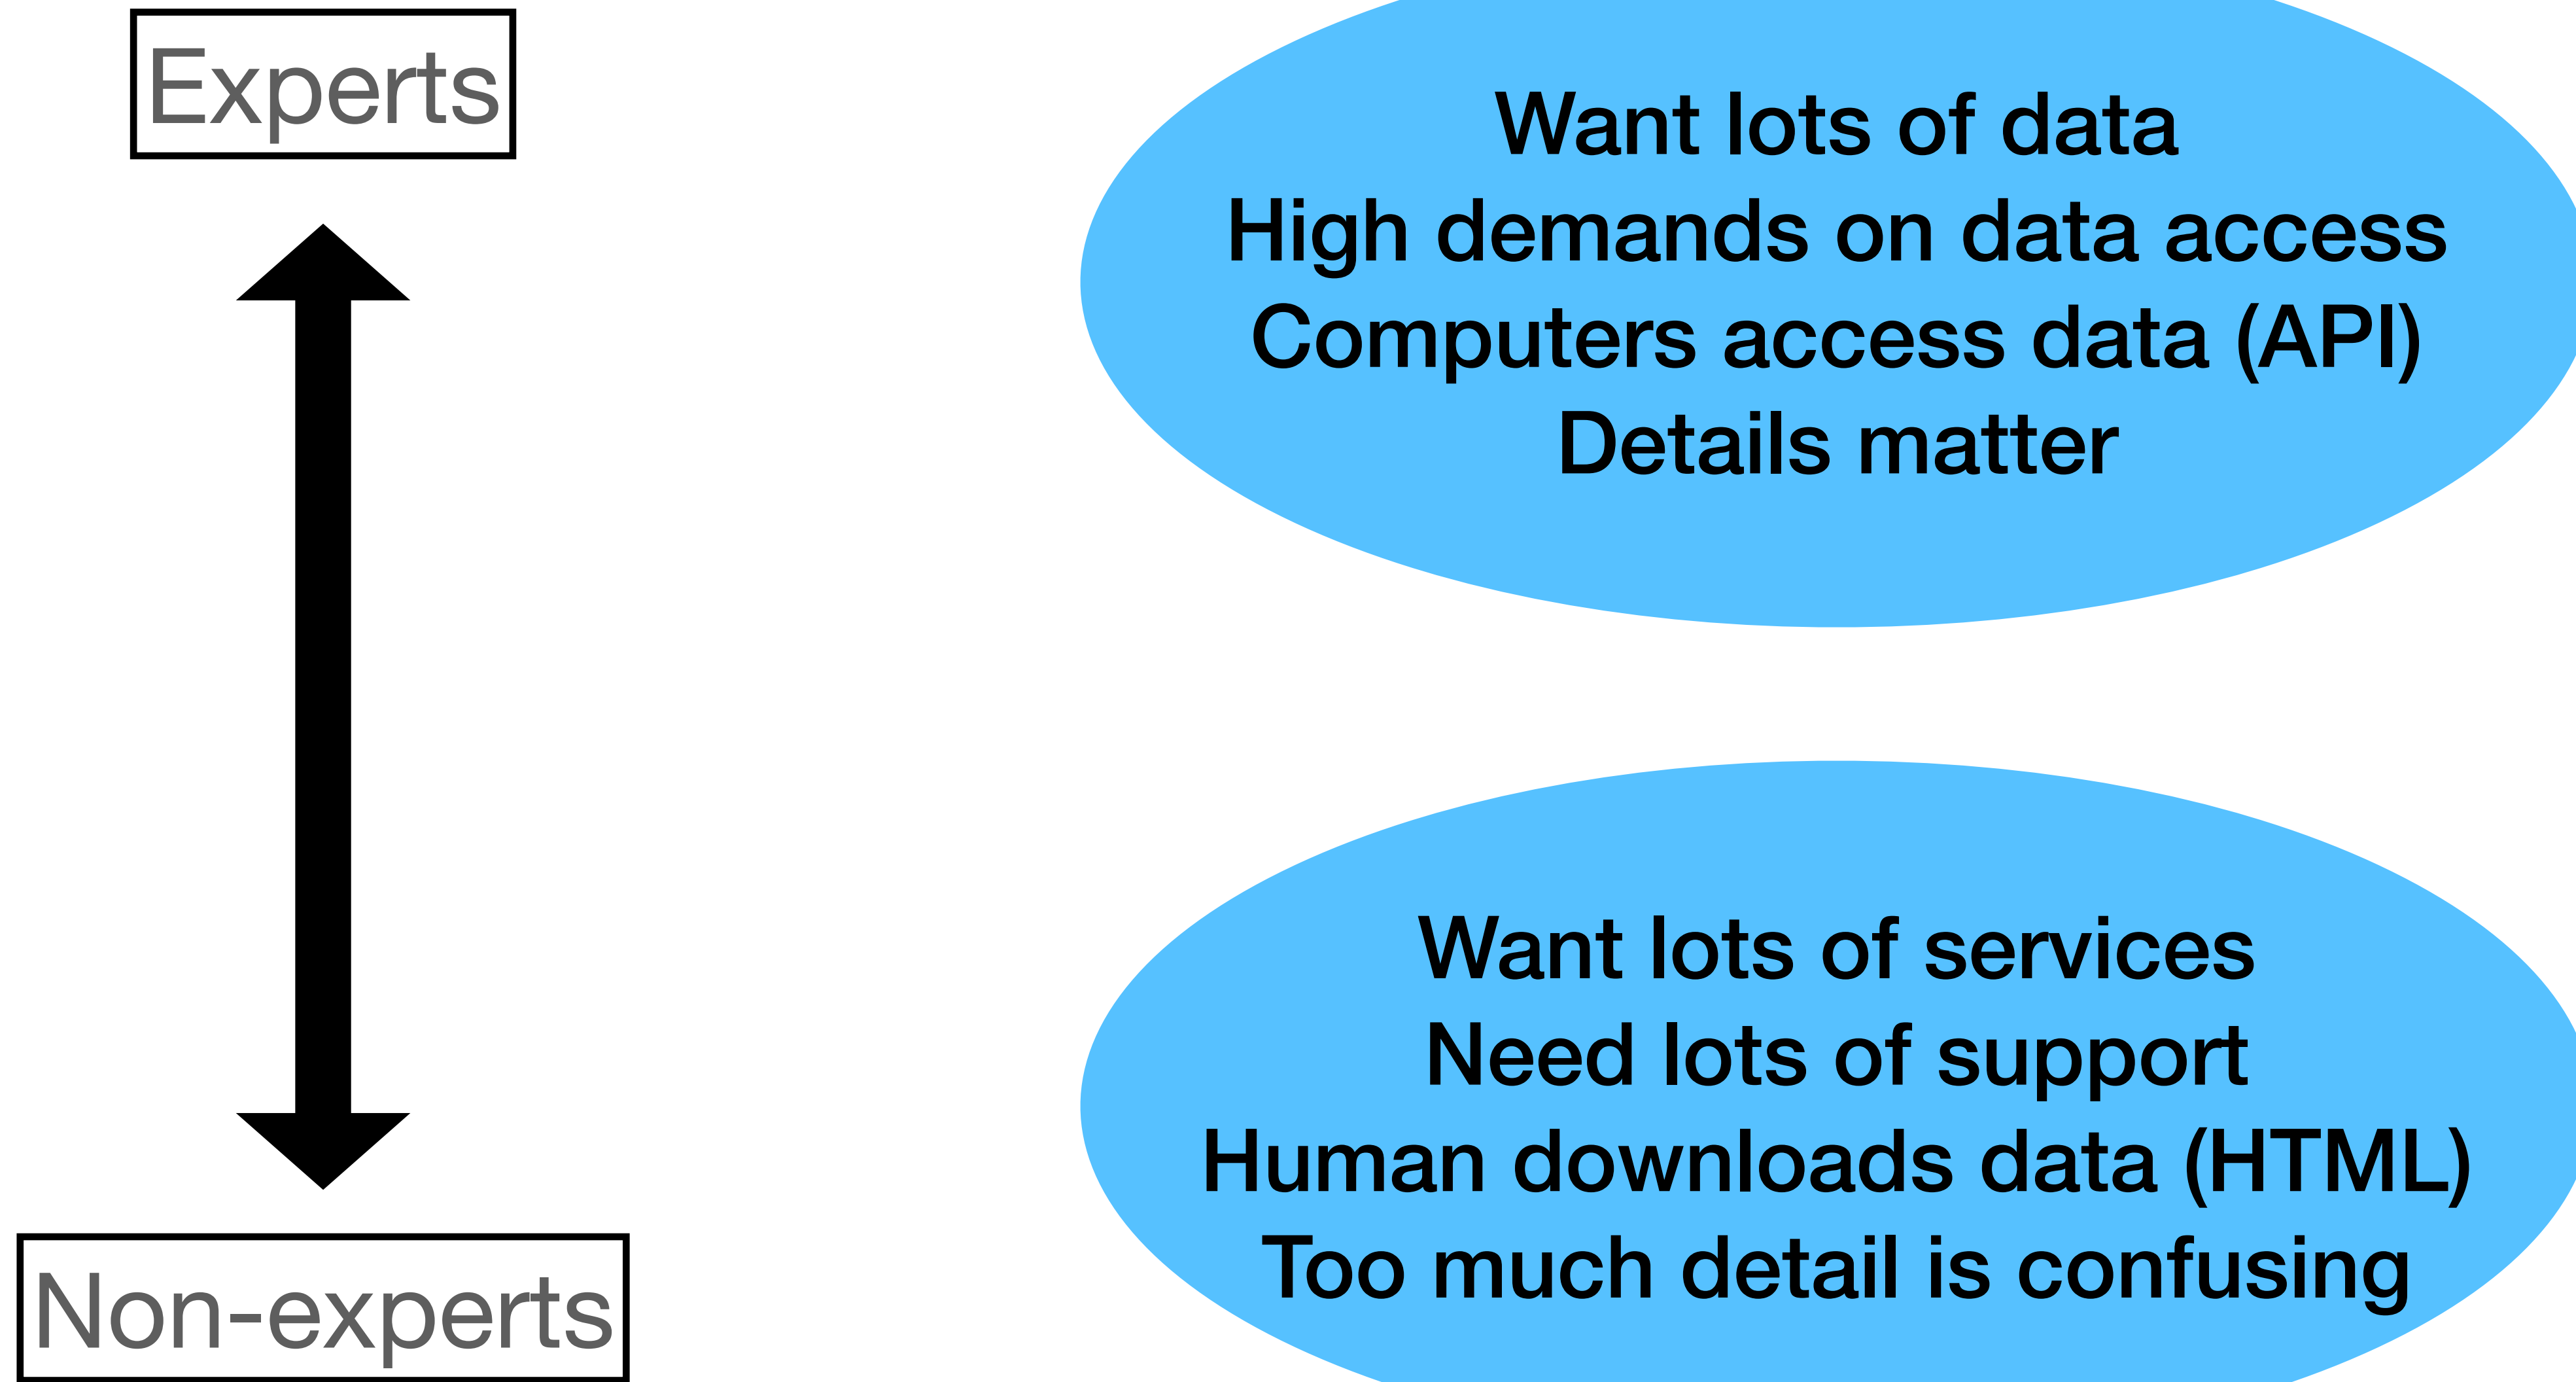 Experts
Want lots of data
High demands on data access
Computers access data (API)
Details matter
Want lots of services
Need lots of support
Human downloads data (HTML)
Too much detail is confusing
Non-experts